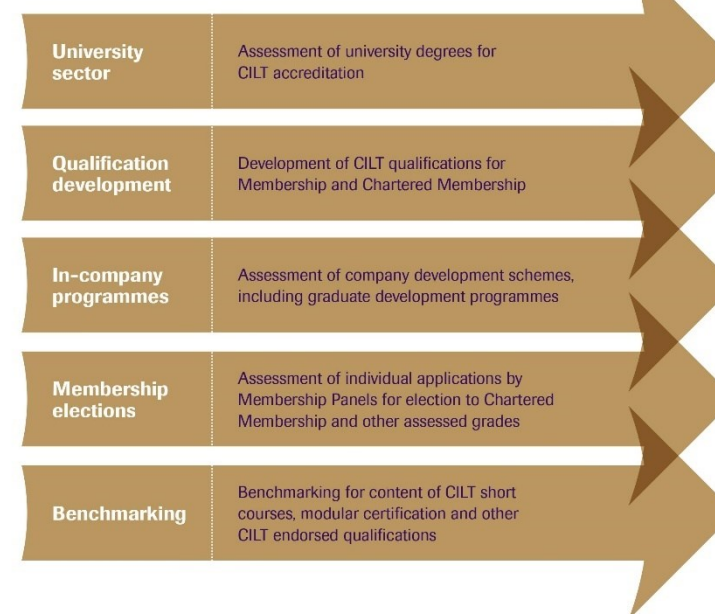 University
sector
Assessment of university degrees for
CILT accreditation
Qualification
development
Development of CILT qualifications for
Membership and Chartered Membership
In-company
programmes
Assessment of company development schemes,
including graduate development programmes
Membership
elections
Assessment of individual applications by
Membership Panels for election to Chartered
Membership and other assessed grades
Benchmarking
Benchmarking for content of CILT short
courses, modular certification and other
CILT endorsed qualifications